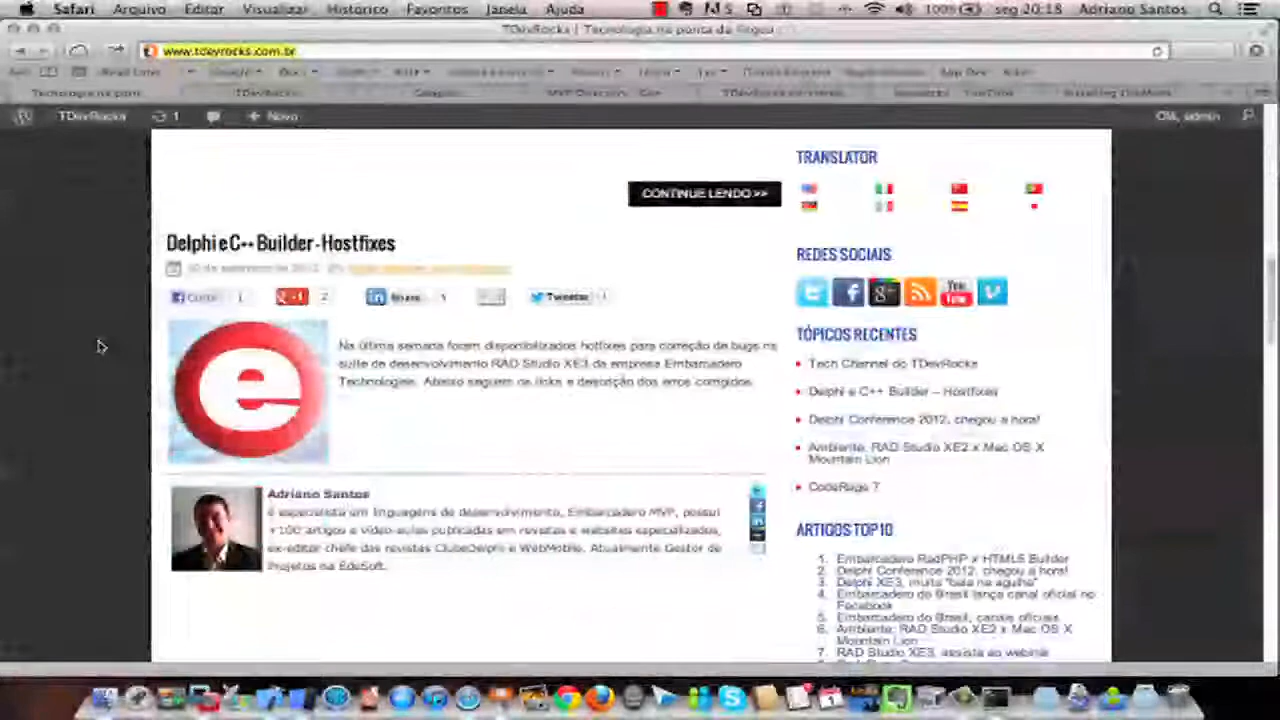 Safari Arquivo Editar Visualizar Histórico Favoritos Janela Ajuda 100% seg 20:18 Adriano Santos
TDevRocks | Tecnologia na ponta da língua
www.tdevrocks.com.br
Read Later
Tecnologia na pont
TDevRocks
TDevRocks 1 Novo Olá, admin
CONTINUE LENDO >>
Delphi e C++ Builder - Hostfixes
1
+1 2
Share 1
Tweetar 1
Na última semana foram disponibilizados hotfixes para correção de bugs na
suíte de desenvolvimento RAD Studio XE3 da empresa Embarcadero
Technologies. Abaixo seguem os links e descrição dos erros corrigidos.
Adriano Santos
é especialista em linguagens de desenvolvimento, Embarcadero MVP, possui
+100 artigos e vídeo-aulas publicadas em revistas e websites especializados,
ex-editor chefe das revistas ClubeDelphi e WebMobile. Atualmente Gestor de
Projetos na EdeSoft.
TRANSLATOR
REDES SOCIAIS
You Tube
TÓPICOS RECENTES
Tech Channel do TDevRocks
Delphi e C++ Builder – Hostfixes
Delphi Conference 2012, chegou a hora!
Ambiente: RAD Studio XE2 x Mac OS X
Mountain Lion
CodeRage 7
ARTIGOS TOP10
1. Embarcadero RadPHP x HTML5 Builder
2. Delphi Conference 2012, chegou a hora!
3. Delphi XE3, muito "bala na agulha"
4. Embarcadero do Brasil lança canal oficial no
Facebook
5. Embarcadero do Brasil, canais oficiais
6. Ambiente: RAD Studio XE2 x Mac OS X
Mountain Lion
7. RAD Studio XE3, assista ao webinar